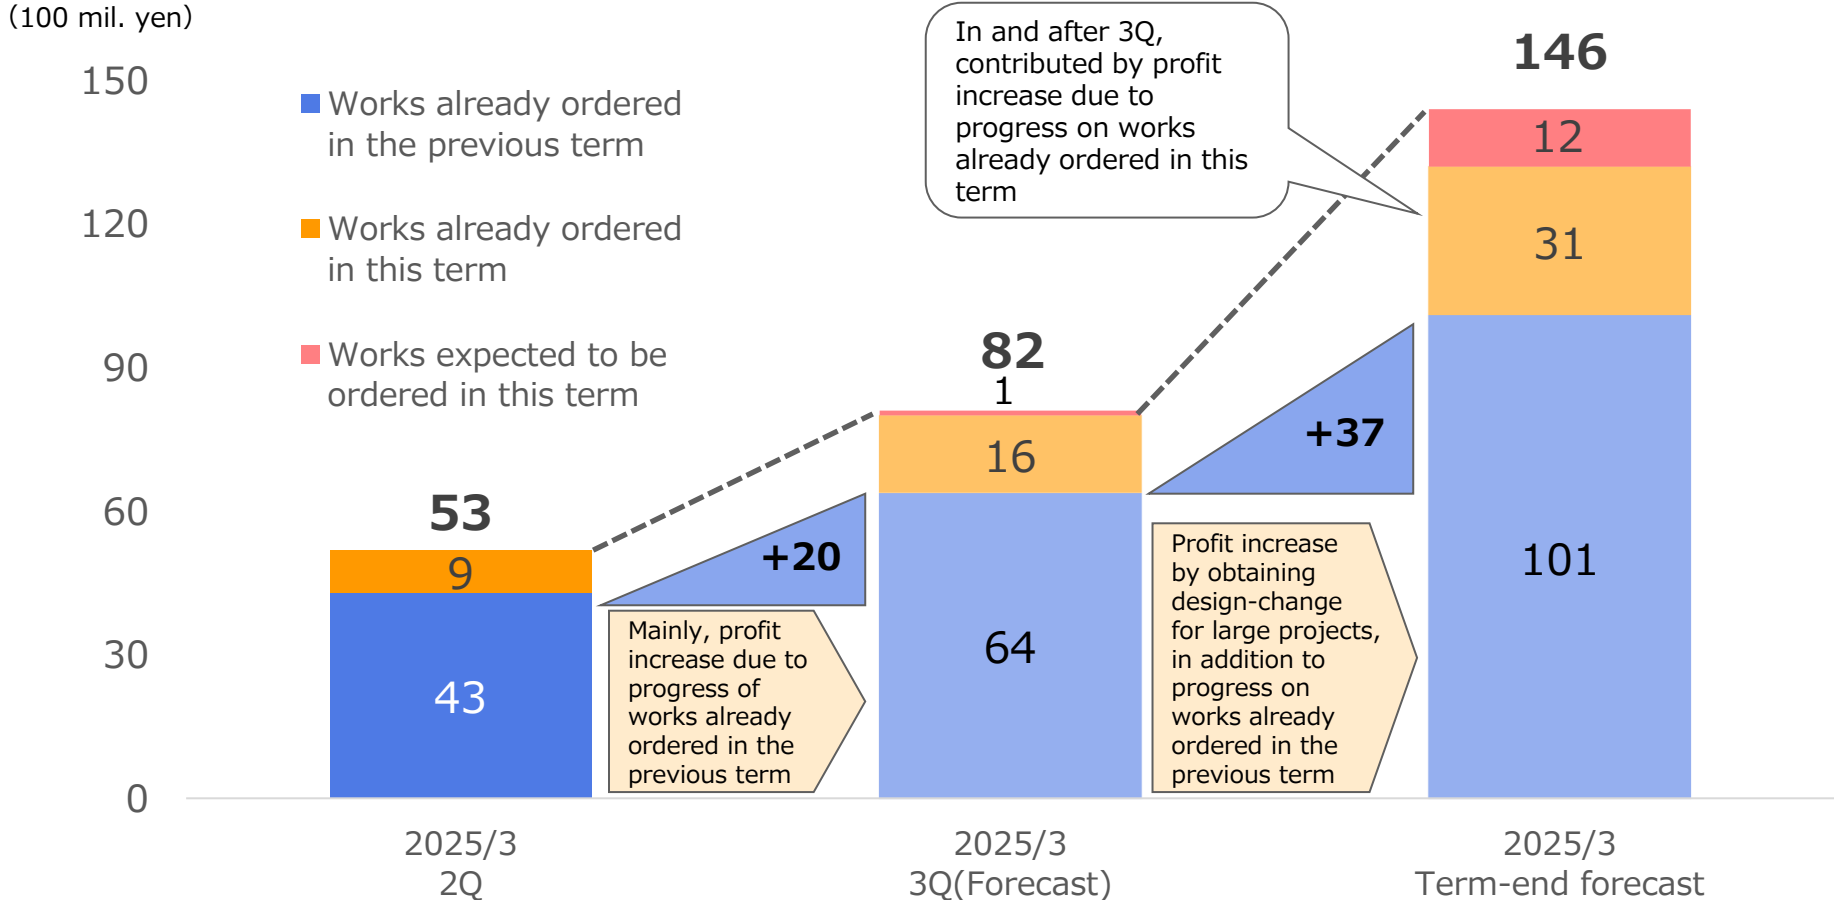 （100 mil. yen）
150
120
90
60
30
0
Works already ordered
in the previous term
Works already ordered
in this term
Works expected to be
ordered in this term
In and after 3Q,
contributed by profit
increase due to
progress on works
already ordered in this
term
53
9
43
+20
Mainly, profit
increase due to
progress of
works already
ordered in the
previous term
82
1
16
64
+37
Profit increase
by obtaining
design-change
for large projects,
in addition to
progress on
works already
ordered in the
previous term
146
12
31
101
2025/3
2Q
2025/3
3Q(Forecast)
2025/3
Term-end forecast